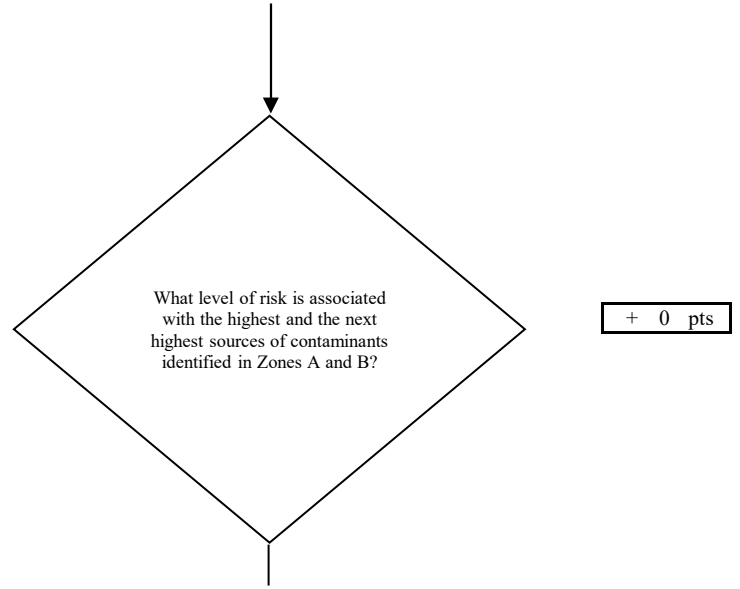 What level of risk is associated
with the highest and the next
highest sources of contaminants
identified in Zones A and B?
+ 0 pts